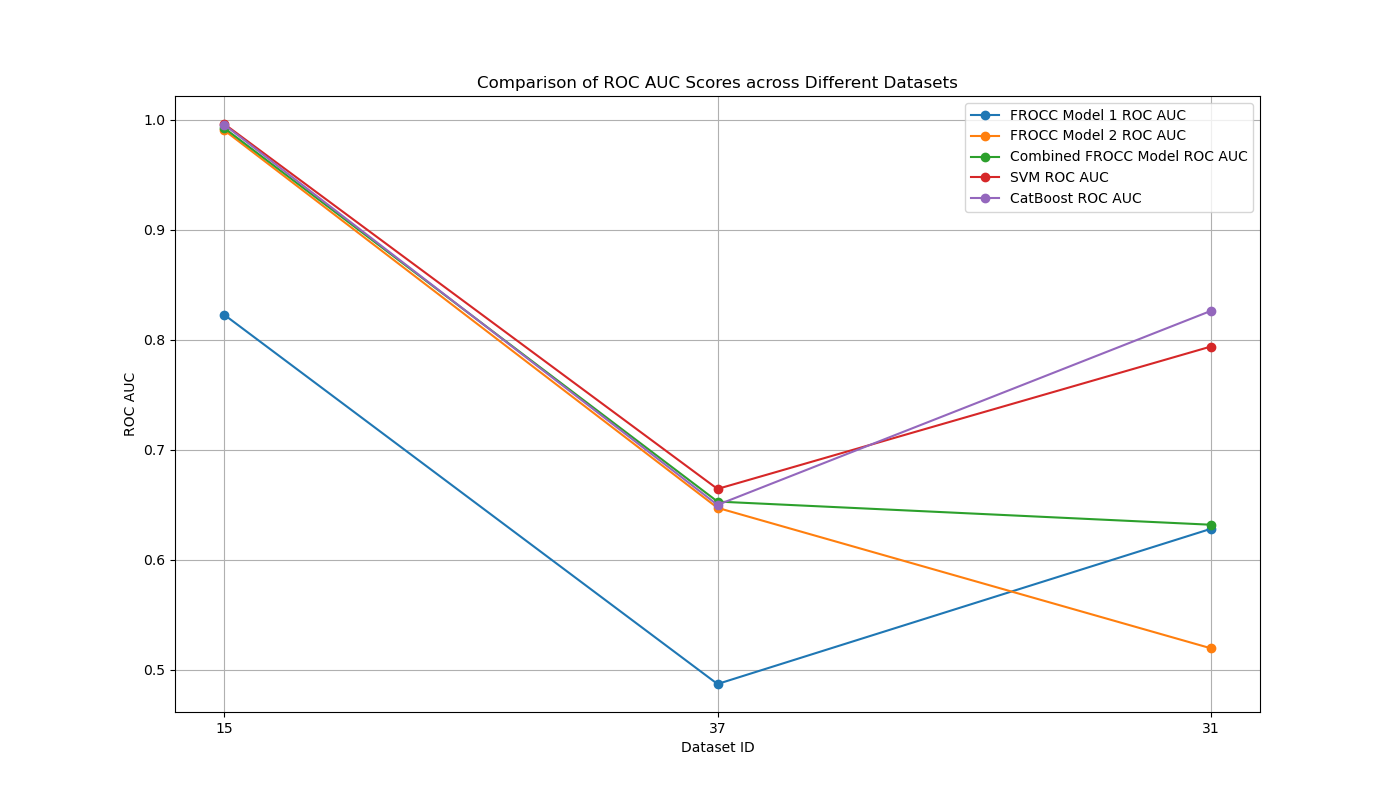 Comparison of ROC AUC Scores across Different Datasets
1.0
0.9
0.8
0.7
0.6
0.5
ROC AUC
FROCC Model 1 ROC AUC
FROCC Model 2 ROC AUC
Combined FROCC Model ROC AUC
SVM ROC AUC
CatBoost ROC AUC
15
37
31
Dataset ID